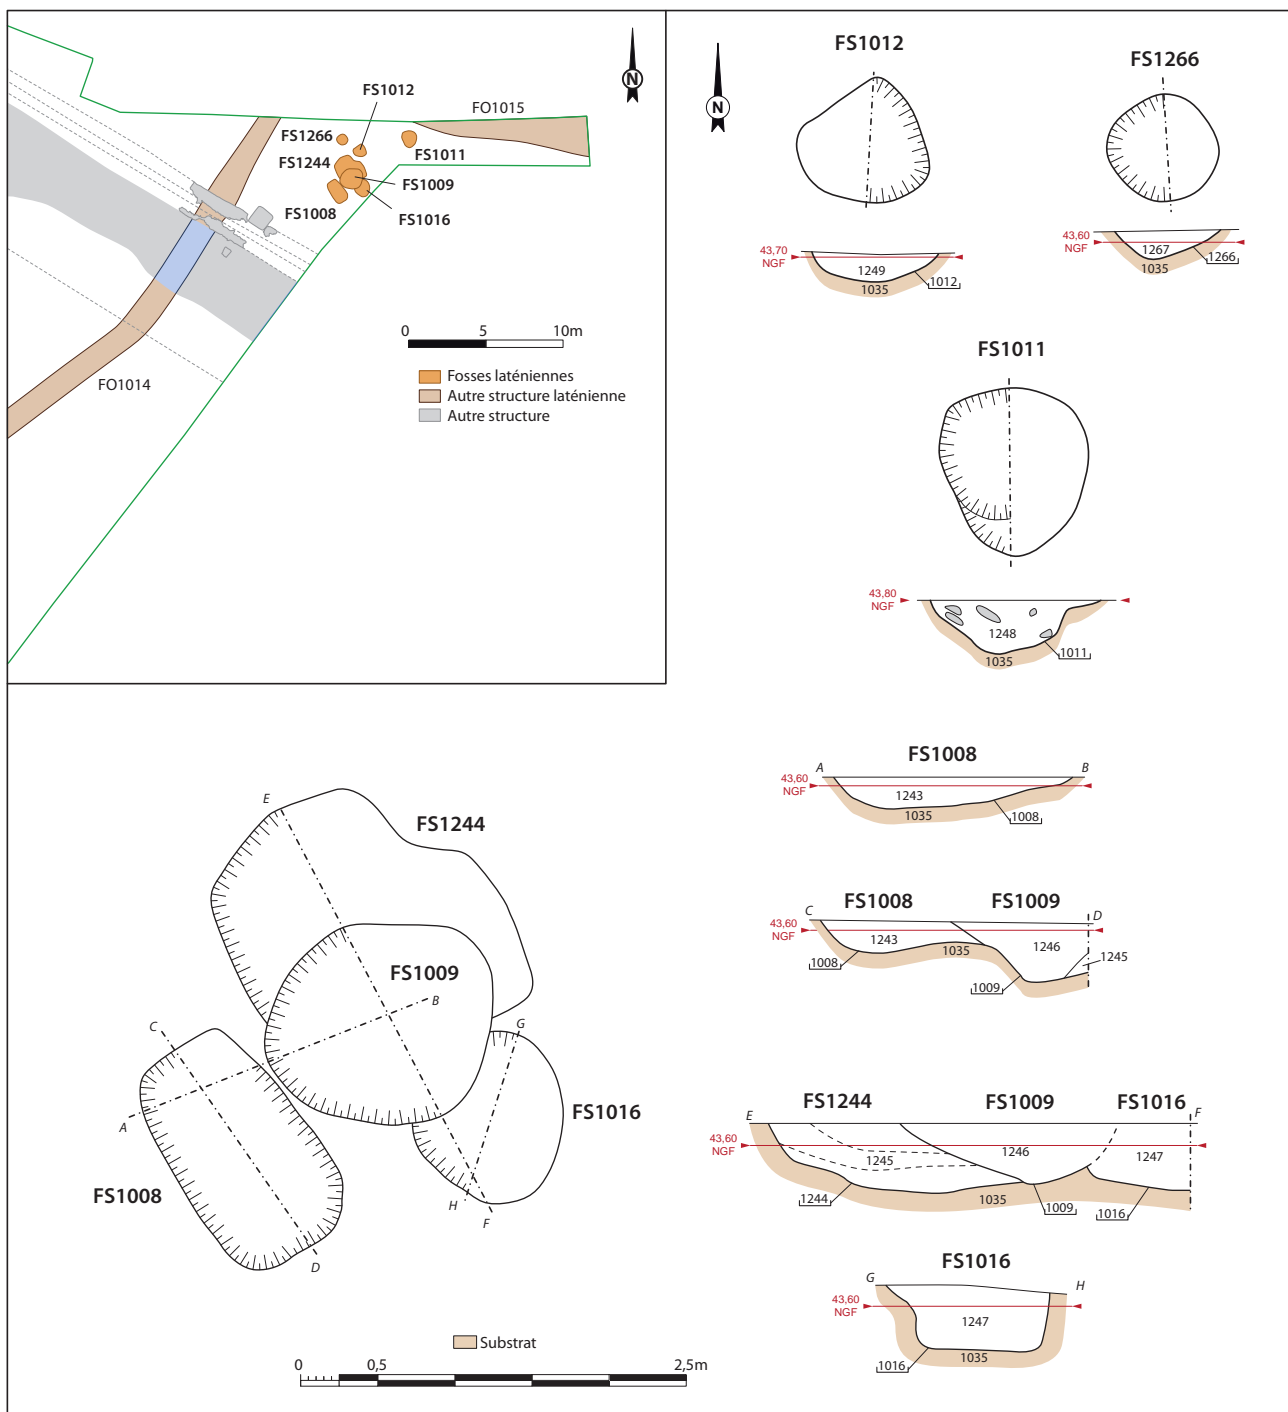 N
FS1012
FO1015
FS1266
FS1244
FS1011
FS1009
FS1008
FS1016
0 5 10m
FO1014
Fosses laténiennes
Autre structure laténienne
Autre structure
N
FS1012
43,70
NGF
1249
1035
1012
FS1266
43,60
NGF
1267
1035
1266
FS1011
43,80
NGF
1248
1035
1011
FS1008
A B
43,60
NGF
1243
1035
1008
FS1008 FS1009
C D
43,60
NGF
1243
1035
1246
1245
1008
1009
FS1244 FS1009 FS1016
E F
43,60
NGF
1245
1246
1247
1244
1035
1009
1016
FS1016
G H
43,60
NGF
1247
1016
1035
E
FS1244
FS1009
B
C
G
A
FS1016
FS1008
H
F
D
Substrat
0 0,5 2,5m